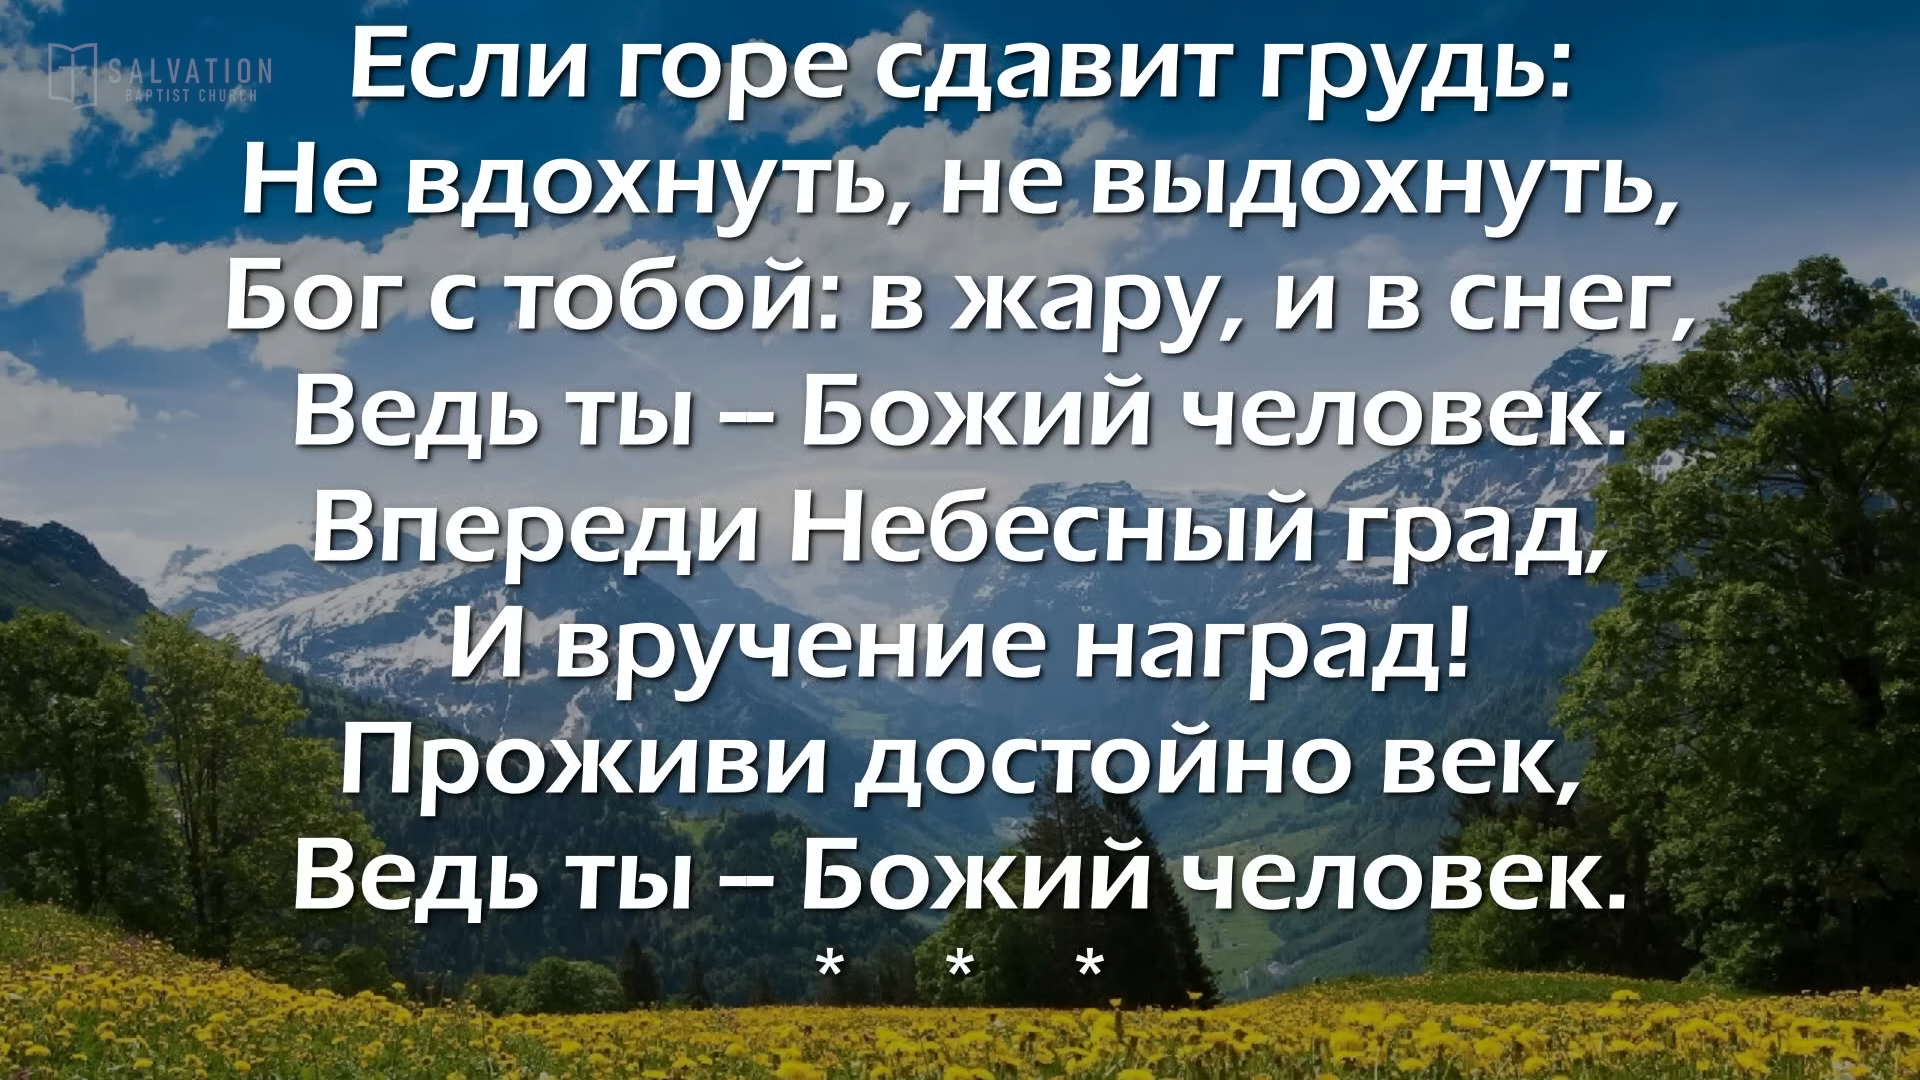 SALVATION
BAPTIST CHURCH
Если горе сдавит грудь:
Не вдохнуть, не выдохнуть,
Бог с тобой: в жару, и в снег,
Ведь ты – Божий человек.
Впереди Небесный град,
И вручение наград!
Проживи достойно век,
Ведь ты – Божий человек.
* * *